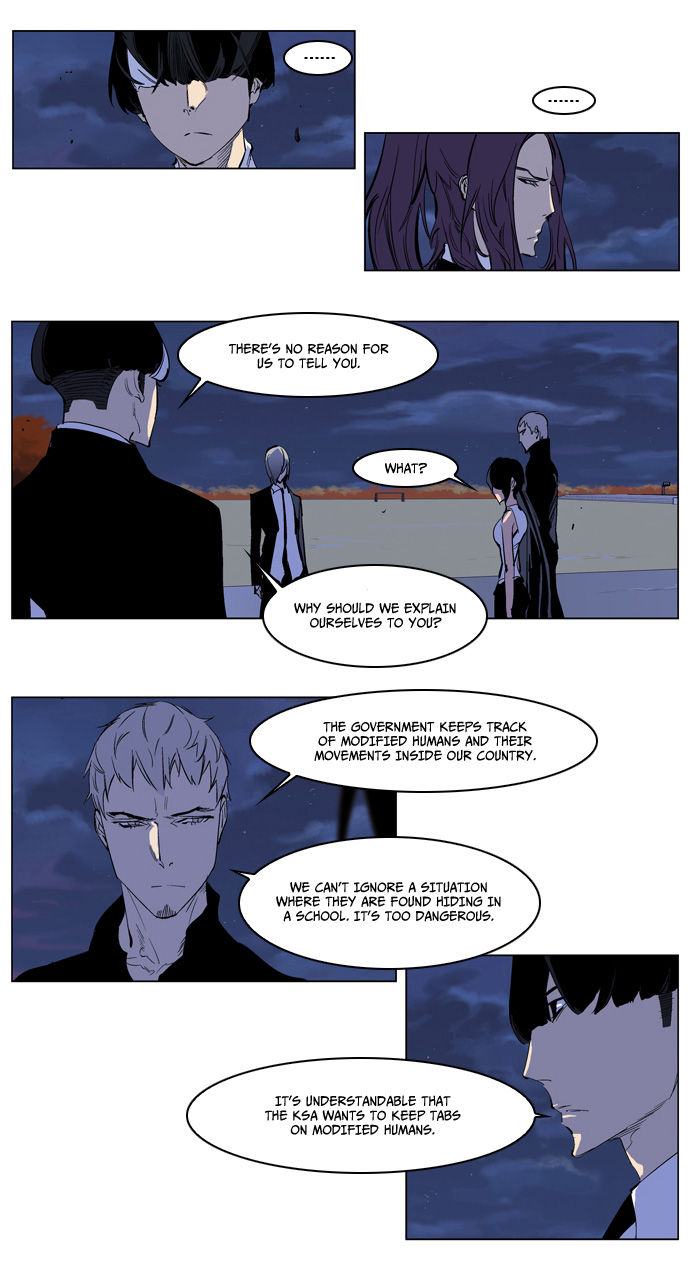 ------
------
THERE'S NO REASON FOR
US TO TELL YOU.
WHAT?
WHY SHOULD WE EXPLAIN
OURSELVES TO YOU?
THE GOVERNMENT KEEPS TRACK
OF MODIFIED HUMANS AND THEIR
MOVEMENTS INSIDE OUR COUNTRY.
WE CAN'T IGNORE A SITUATION
WHERE THEY ARE FOUND HIDING IN
A SCHOOL. IT'S TOO DANGEROUS.
IT'S UNDERSTANDABLE THAT
THE KSA WANTS TO KEEP TABS
ON MODIFIED HUMANS.